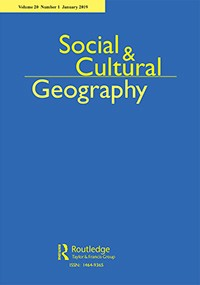 Volume 20 Number 1 January 2019
Social &
Cultural
Geography
Routledge
Taylor & Francis Group
ISSN: 1464-9365